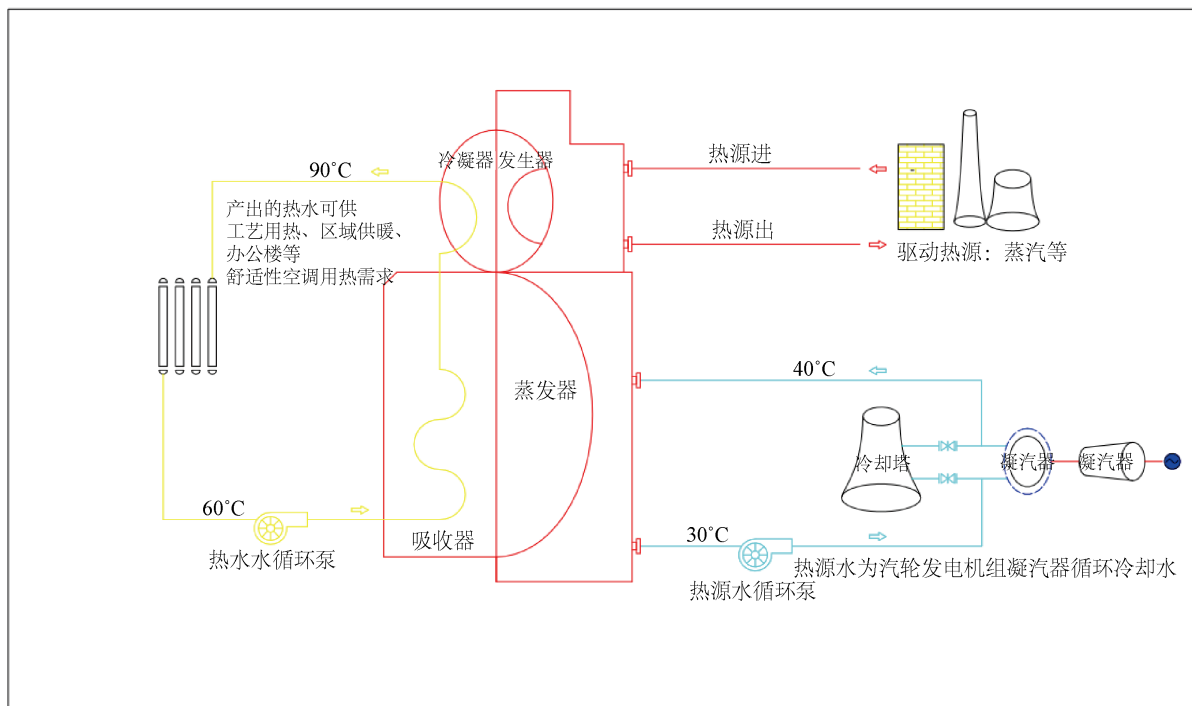 冷凝器 发生器
热源进
90°C
产出的热水可供
工艺用热、区域供暖、
办公楼等
舒适性空调用热需求
热源出
驱动热源：蒸汽等
40°C
蒸发器
冷却塔
凝汽器
凝汽器
60°C
吸收器
30°C
热水水循环泵
热源水为汽轮发电机组凝汽器循环冷却水
热源水循环泵